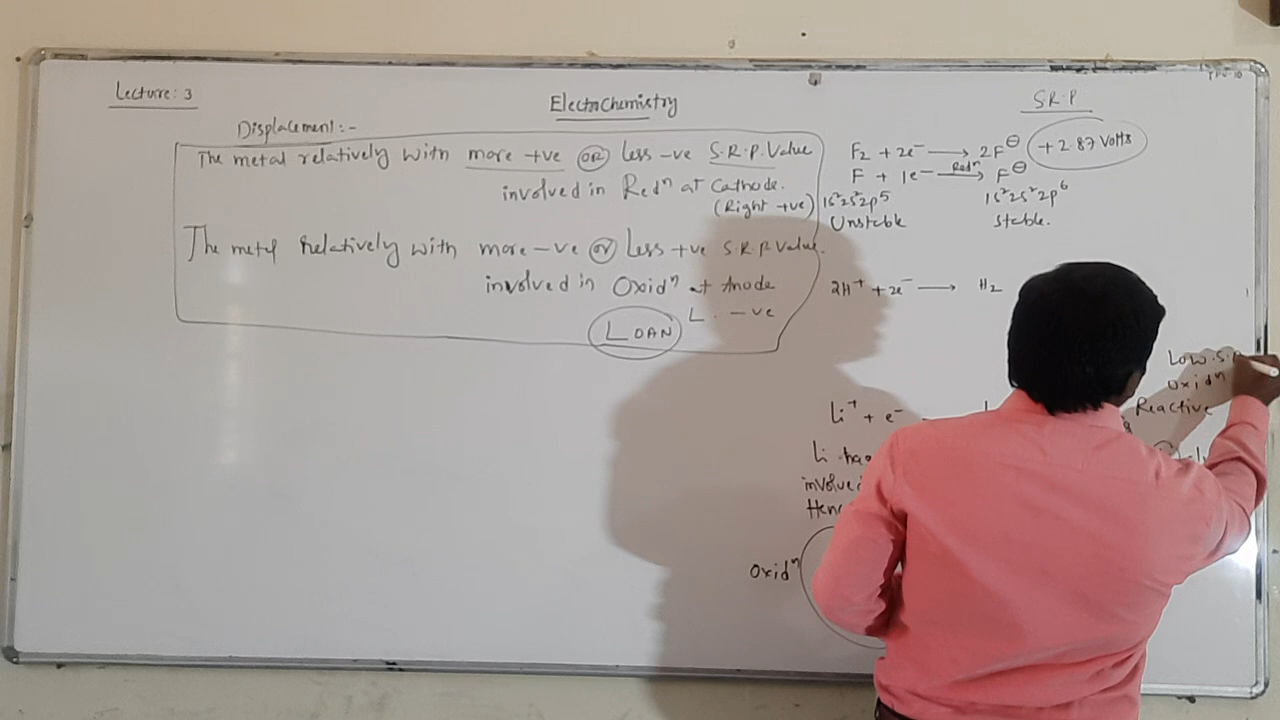 Lecture: 3
ElectroChemistry
S.R.P
Displacement:-
The metal relatively with more +ve OR less -ve S.R.P. Value
involved in Redⁿ at Cathode.
(Right +ve)
The metal relatively with more -ve or less +ve S.R.P. Value.
involved in Oxidⁿ at Anode
L. -ve
LOAN
F₂ + 2e⁻ → 2F⊖ +2.87 Volts
F + 1e⁻ Redⁿ→ F⊖
1s²2s²2p⁵ 1s²2s²2p⁶
Unstable Stable.
2H⁺ + 2e⁻ → H₂
Low.S.
Oxidⁿ
Reactive
Li⁺ + e⁻
Li
Oxidⁿ